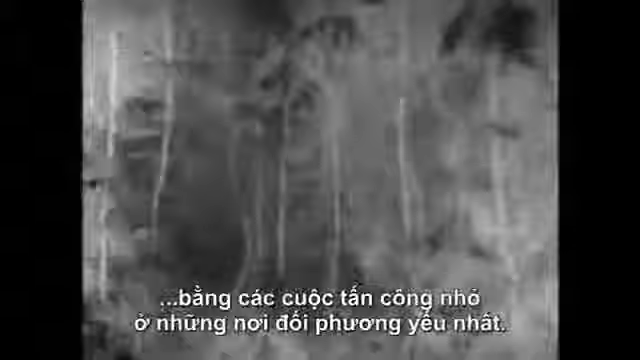 ...bằng các cuộc tấn công nhỏ
ở những nơi đối phương yếu nhất.